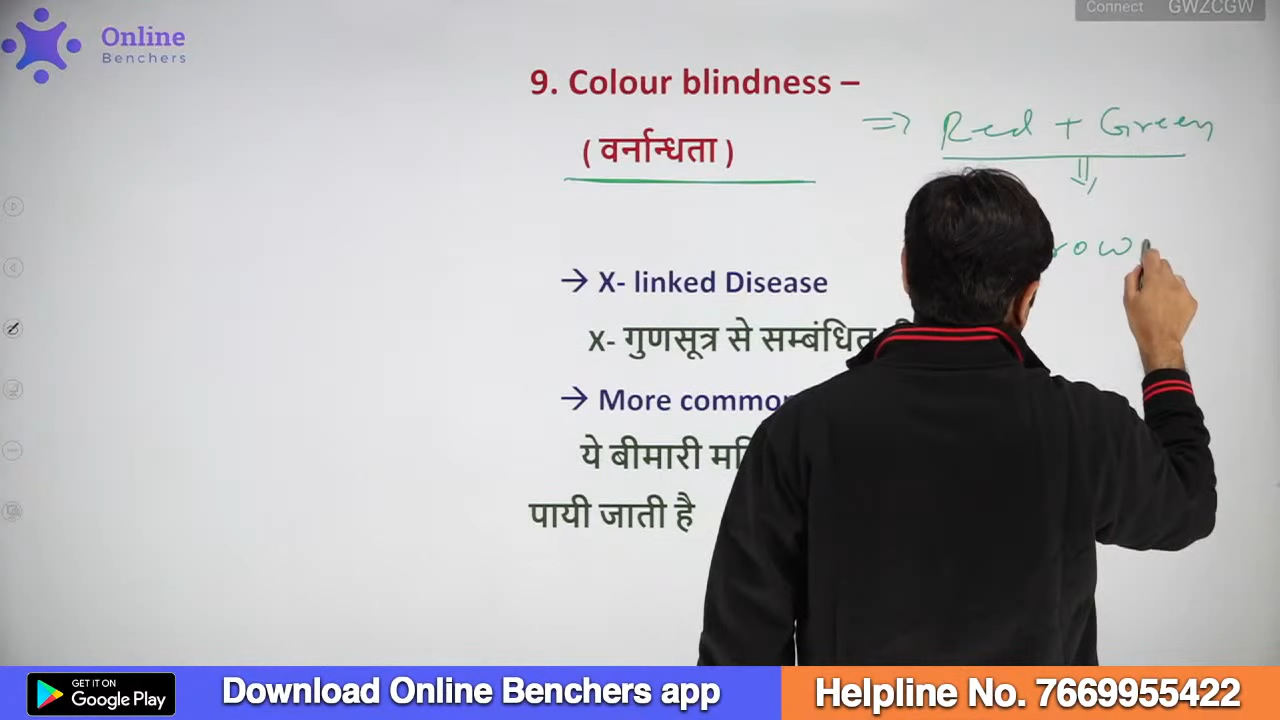 Online
Benchers
Connect GWZCGW
9. Colour blindness –
( वर्नान्धता )
=> Red + Green
→ X- linked Disease
X- गुणसूत्र से सम्बंधित
→ More common
ये बीमारी
पायी जाती है
GET IT ON
Google Play
Download Online Benchers app
Helpline No. 7669955422